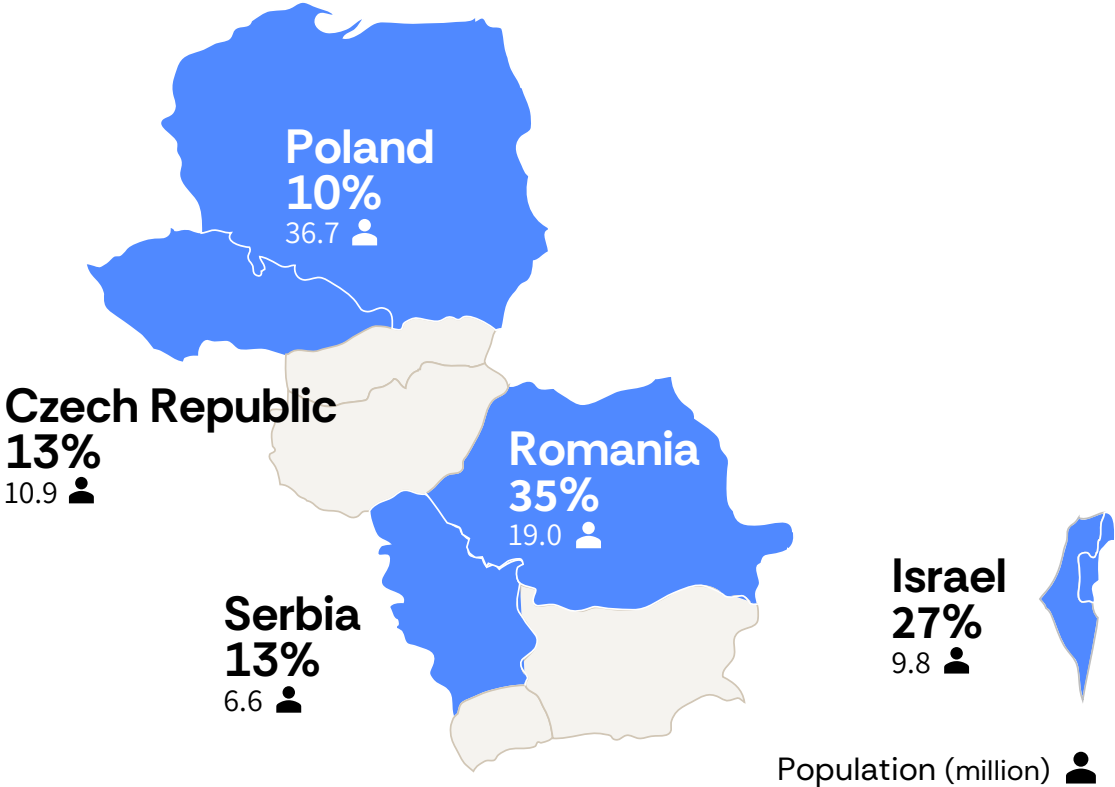 Poland
10%
36.7
Czech Republic
13%
10.9
Romania
35%
19.0
Serbia
13%
6.6
Israel
27%
9.8
Population (million)